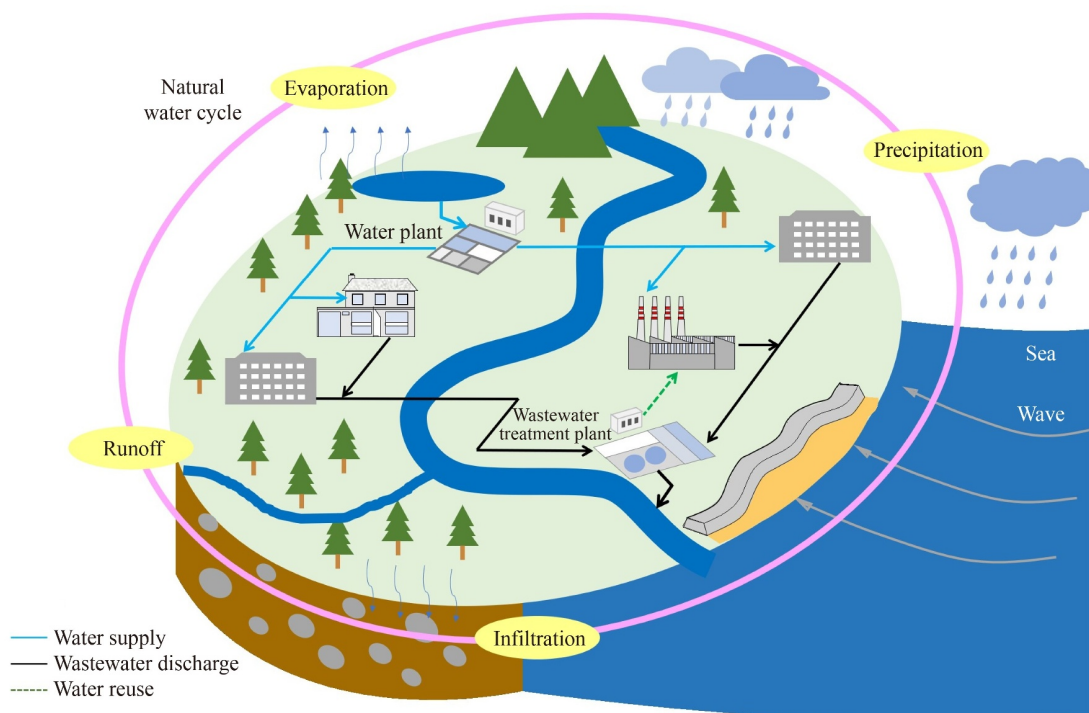 Natural
water cycle
Evaporation
Precipitation
Water plant
Sea
Wave
Wastewater
treatment plant
Runoff
Infiltration
Water supply
Wastewater discharge
Water reuse